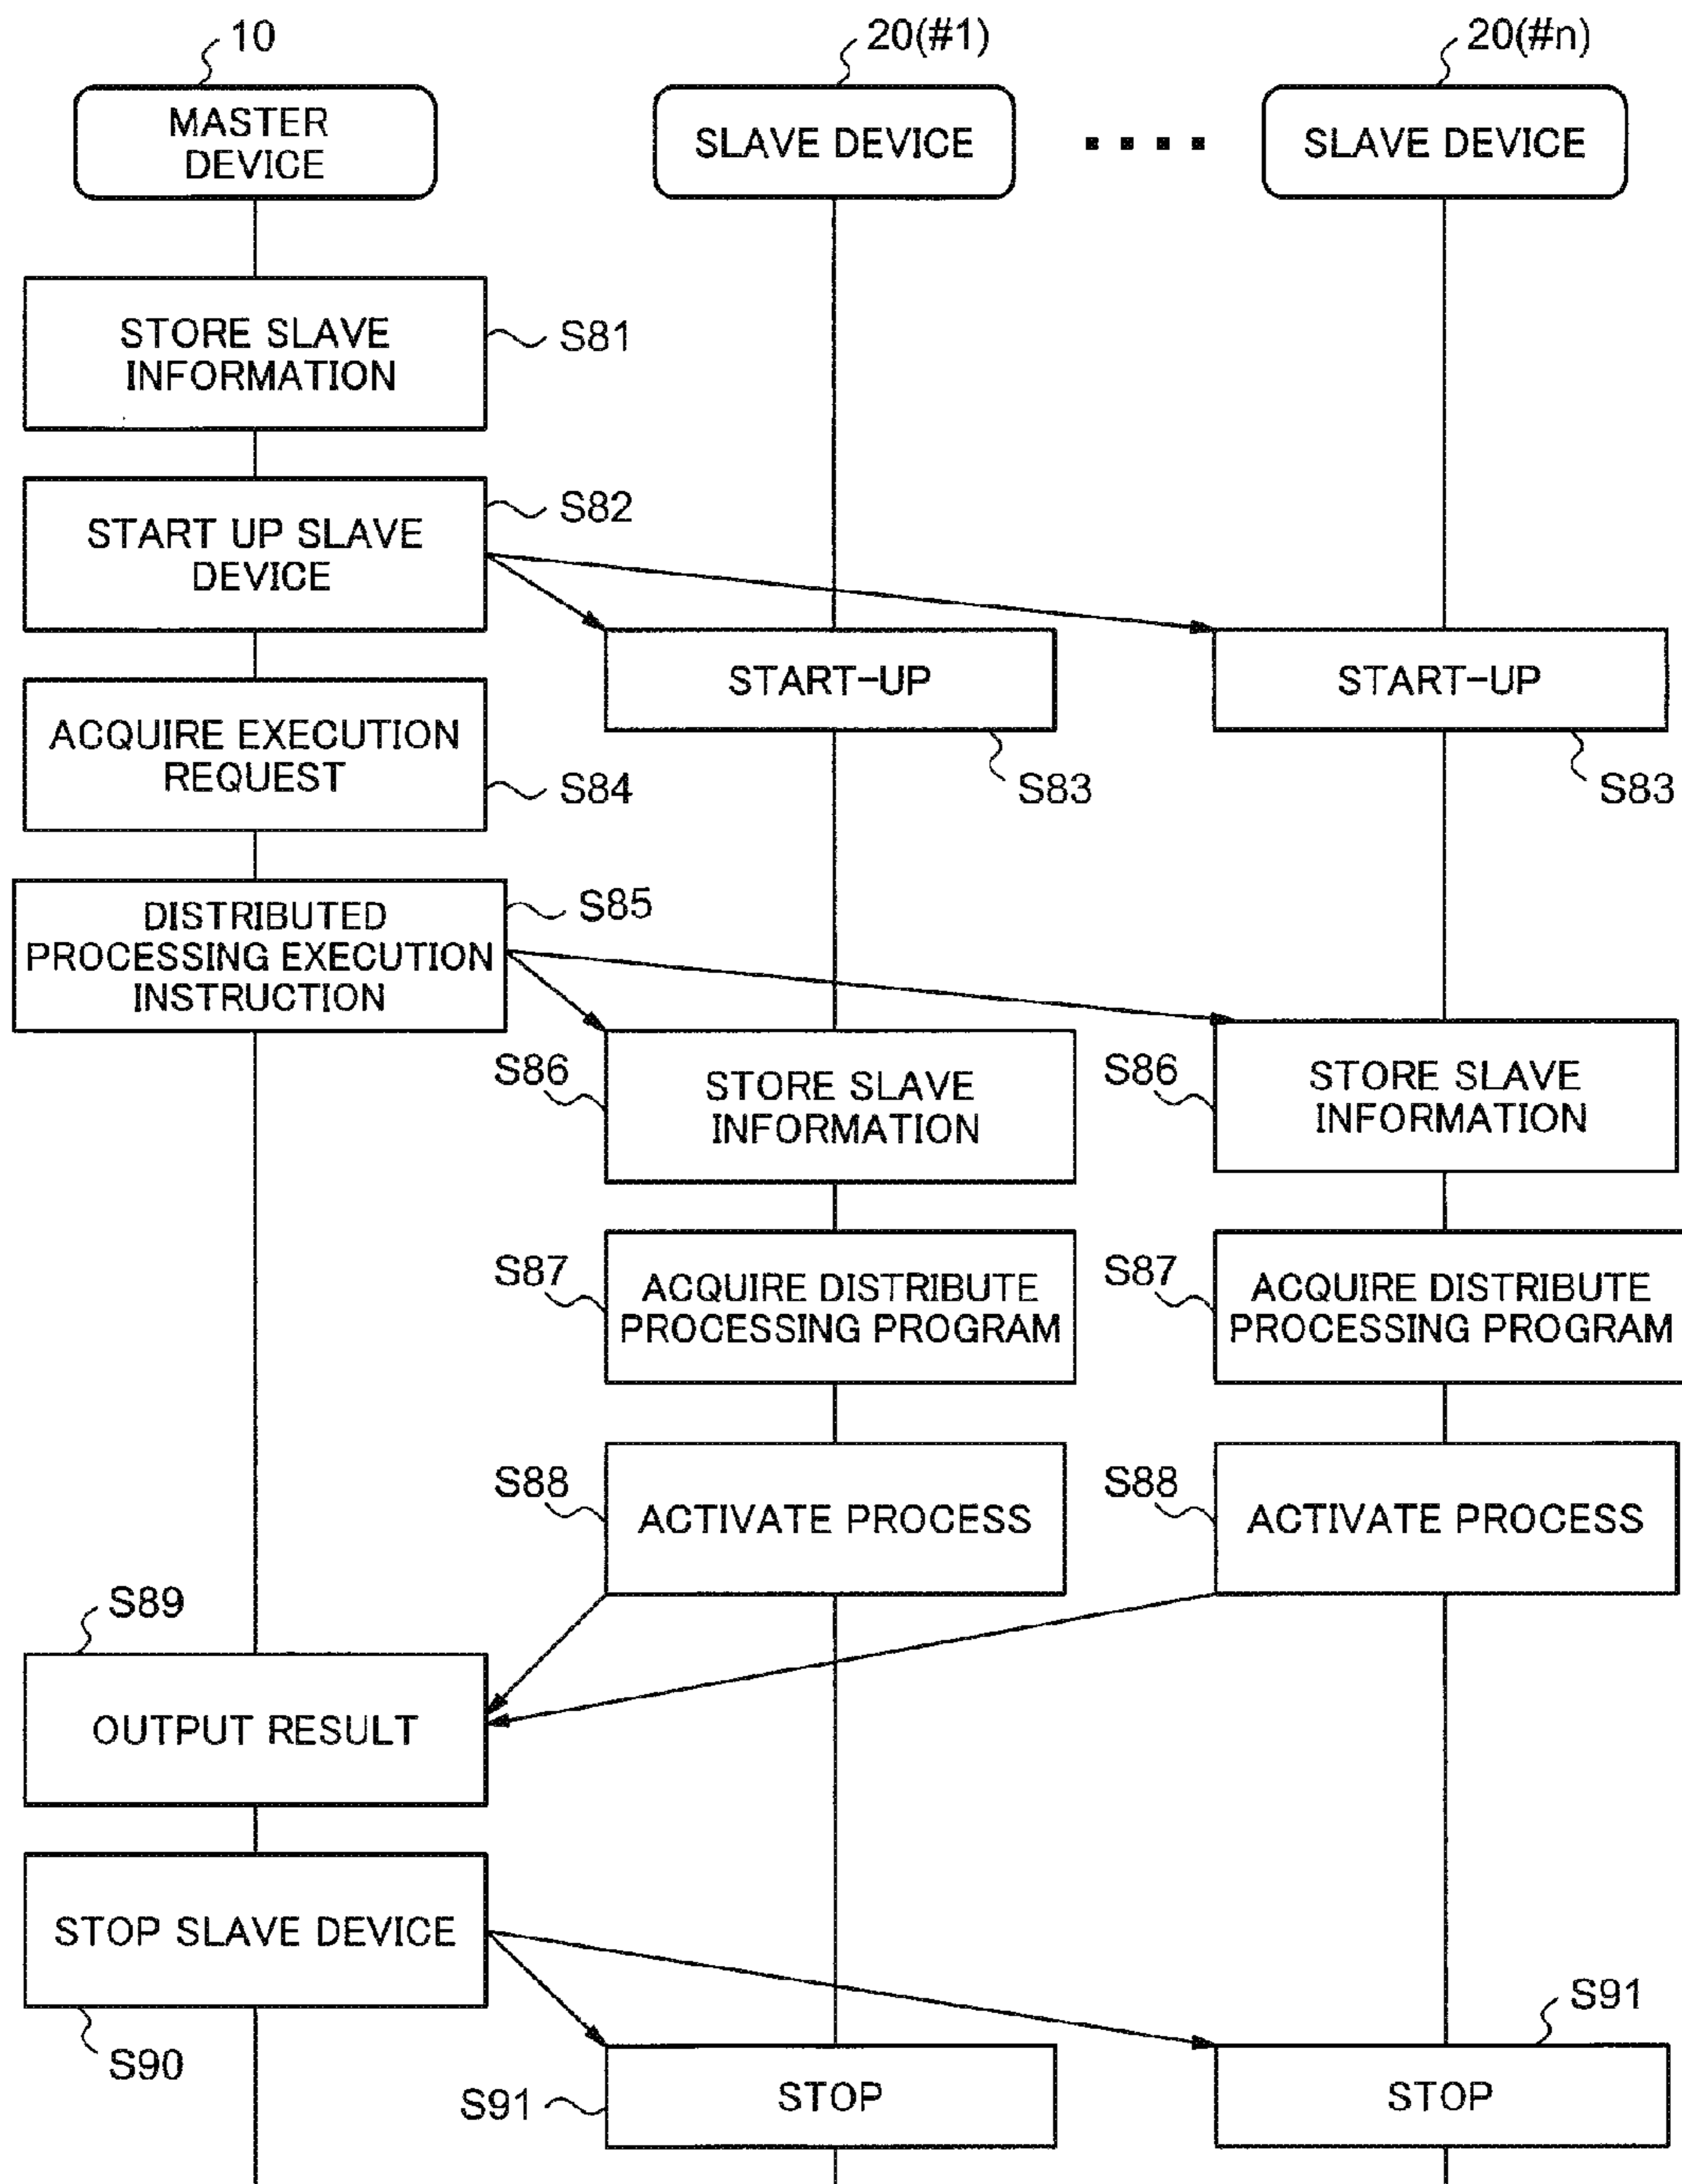 10
20(#1)
20(#n)
MASTER
DEVICE
SLAVE DEVICE
SLAVE DEVICE
STORE SLAVE
INFORMATION
S81
START UP SLAVE
DEVICE
S82
START-UP
S83
START-UP
S83
ACQUIRE EXECUTION
REQUEST
S84
DISTRIBUTED
PROCESSING EXECUTION
INSTRUCTION
S85
S86
STORE SLAVE
INFORMATION
S86
STORE SLAVE
INFORMATION
S87
ACQUIRE DISTRIBUTE
PROCESSING PROGRAM
S87
ACQUIRE DISTRIBUTE
PROCESSING PROGRAM
S88
ACTIVATE PROCESS
S88
ACTIVATE PROCESS
S89
OUTPUT RESULT
STOP SLAVE DEVICE
S90
S91
STOP
S91
STOP